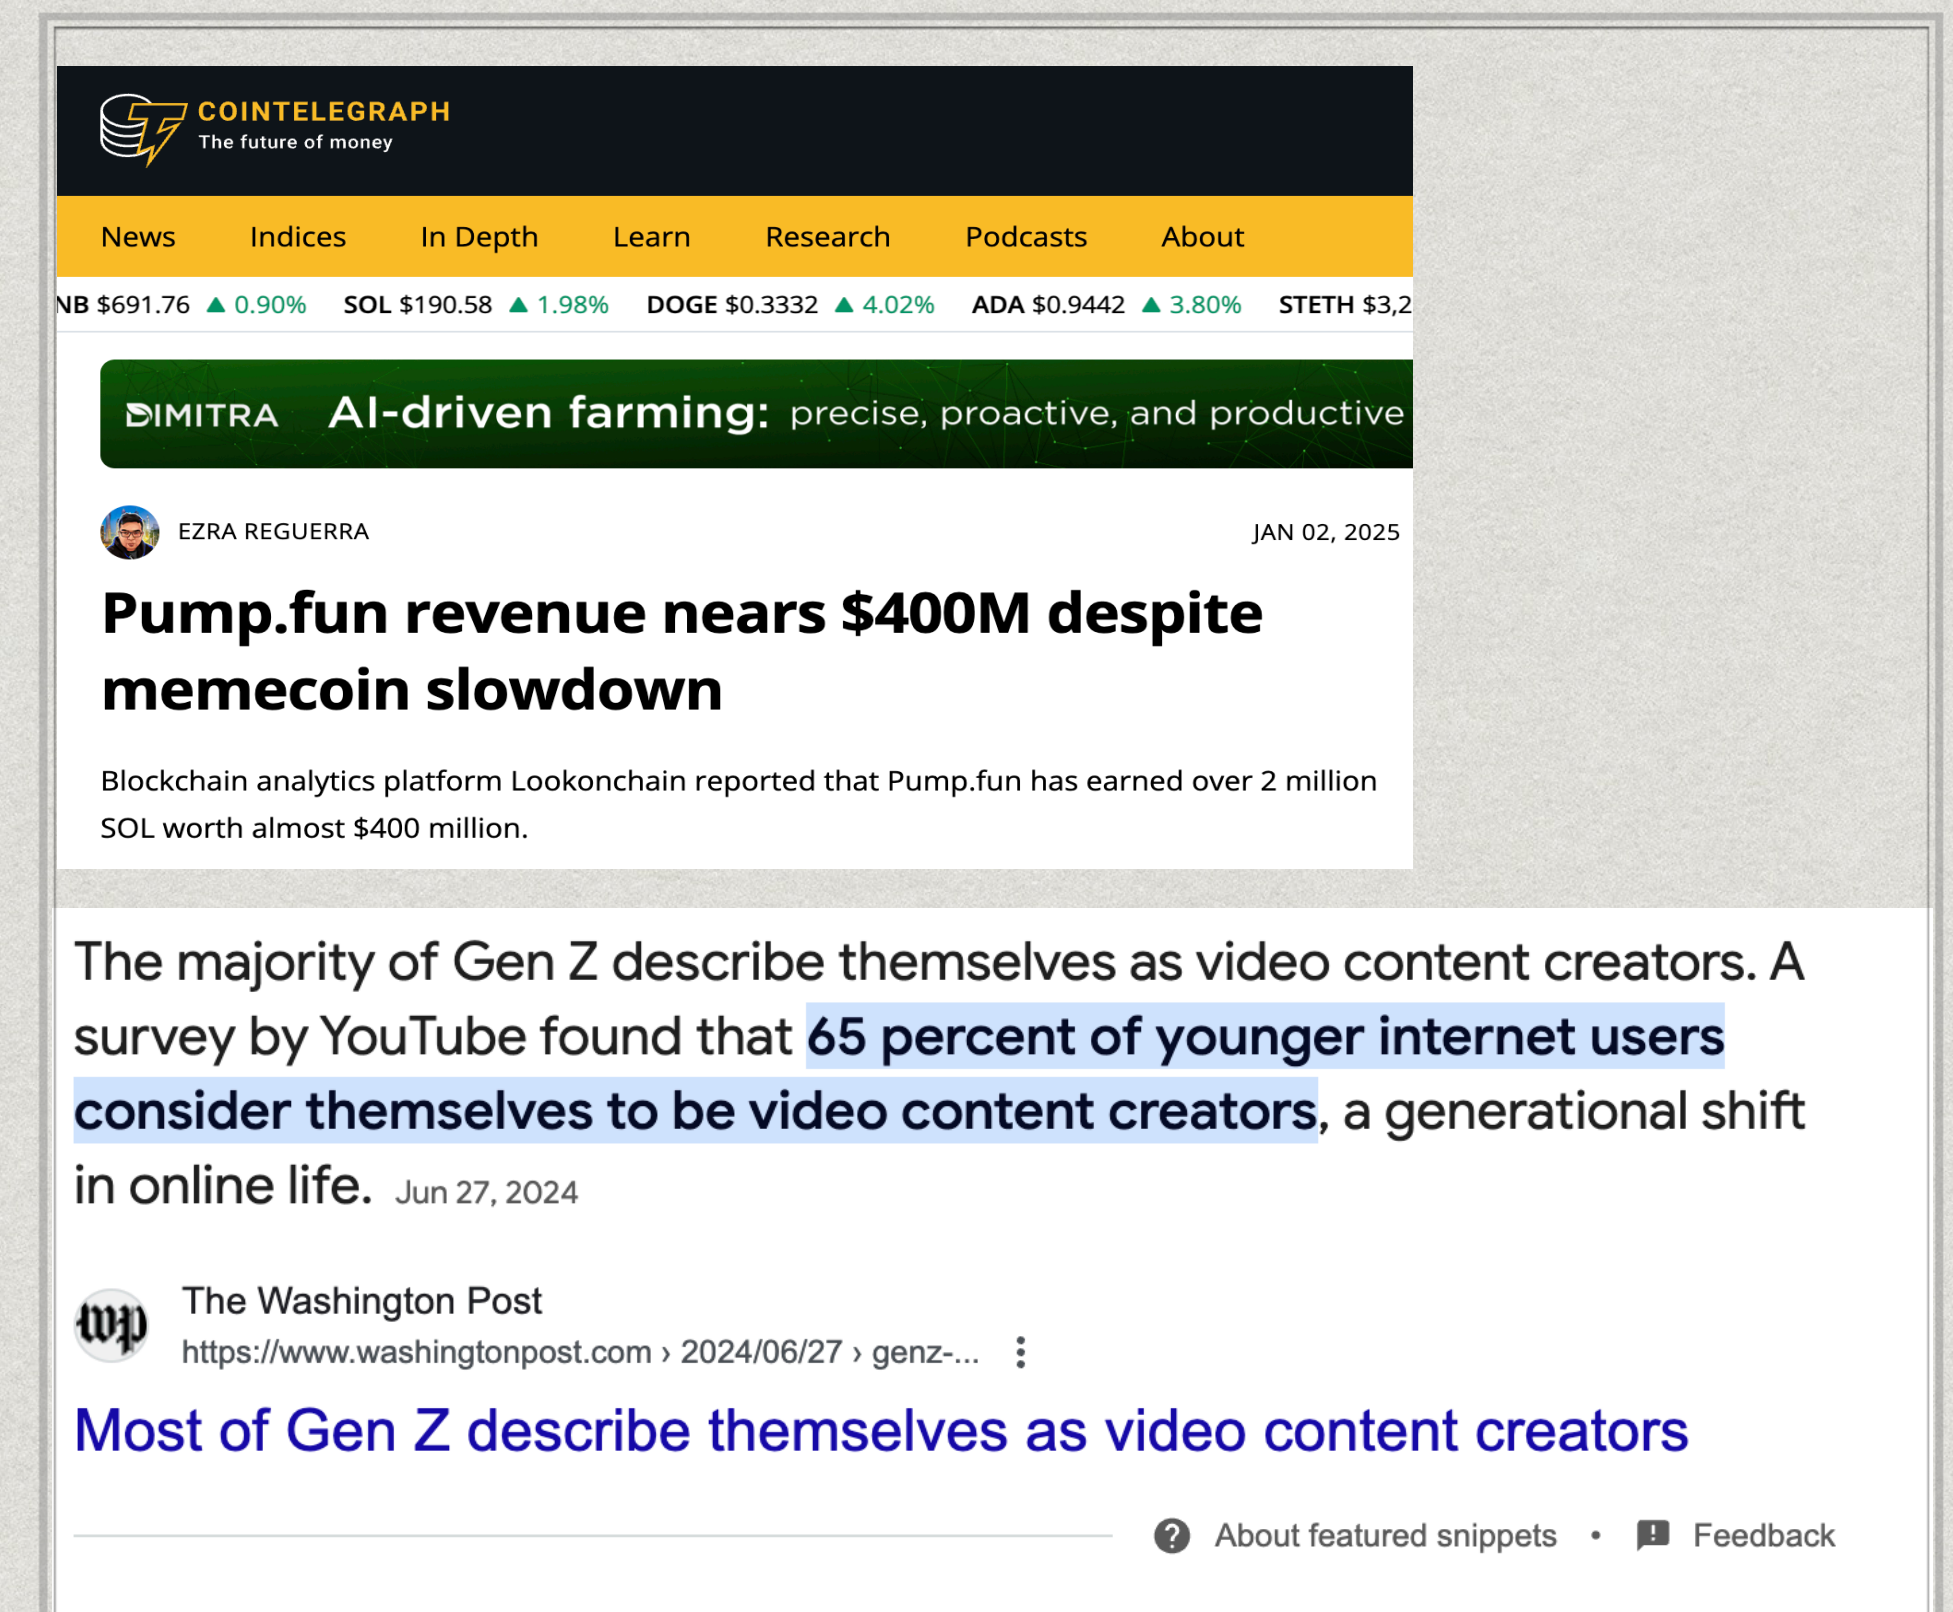 COINTELEGRAPH
The future of money
News Indices In Depth Learn Research Podcasts About
NB $691.76 ▲ 0.90% SOL $190.58 ▲ 1.98% DOGE $0.3332 ▲ 4.02% ADA $0.9442 ▲ 3.80% STETH $3,2
DIMITRA AI-driven farming: precise, proactive, and productive
EZRA REGUERRA JAN 02, 2025
Pump.fun revenue nears $400M despite
memecoin slowdown
Blockchain analytics platform Lookonchain reported that Pump.fun has earned over 2 million
SOL worth almost $400 million.
The majority of Gen Z describe themselves as video content creators. A
survey by YouTube found that 65 percent of younger internet users
consider themselves to be video content creators, a generational shift
in online life. Jun 27, 2024
wp
The Washington Post
https://www.washingtonpost.com › 2024/06/27 › genz-...
Most of Gen Z describe themselves as video content creators
About featured snippets • Feedback